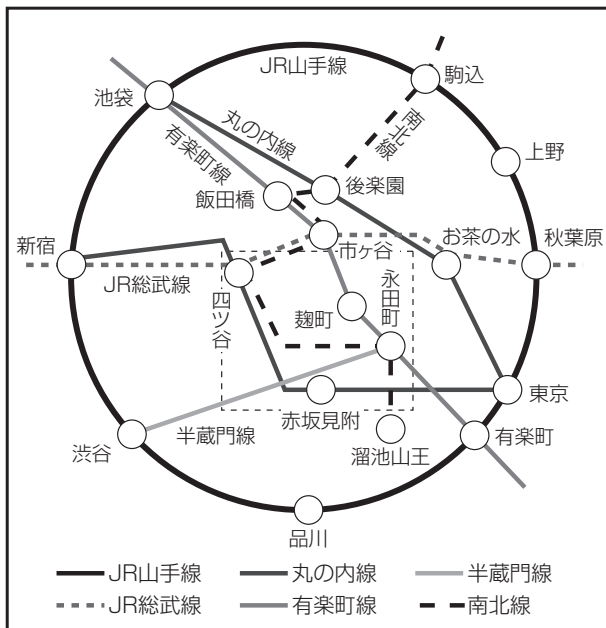 JR山手線
駒込
池袋
丸の内線
南北線
有楽町線
上野
飯田橋
後楽園
お茶の水
秋葉原
新宿
市ヶ谷
JR総武線
四ツ谷
永田町
麹町
東京
赤坂見附
半蔵門線
渋谷
溜池山王
有楽町
品川
JR山手線 丸の内線 半蔵門線
JR総武線 有楽町線 南北線